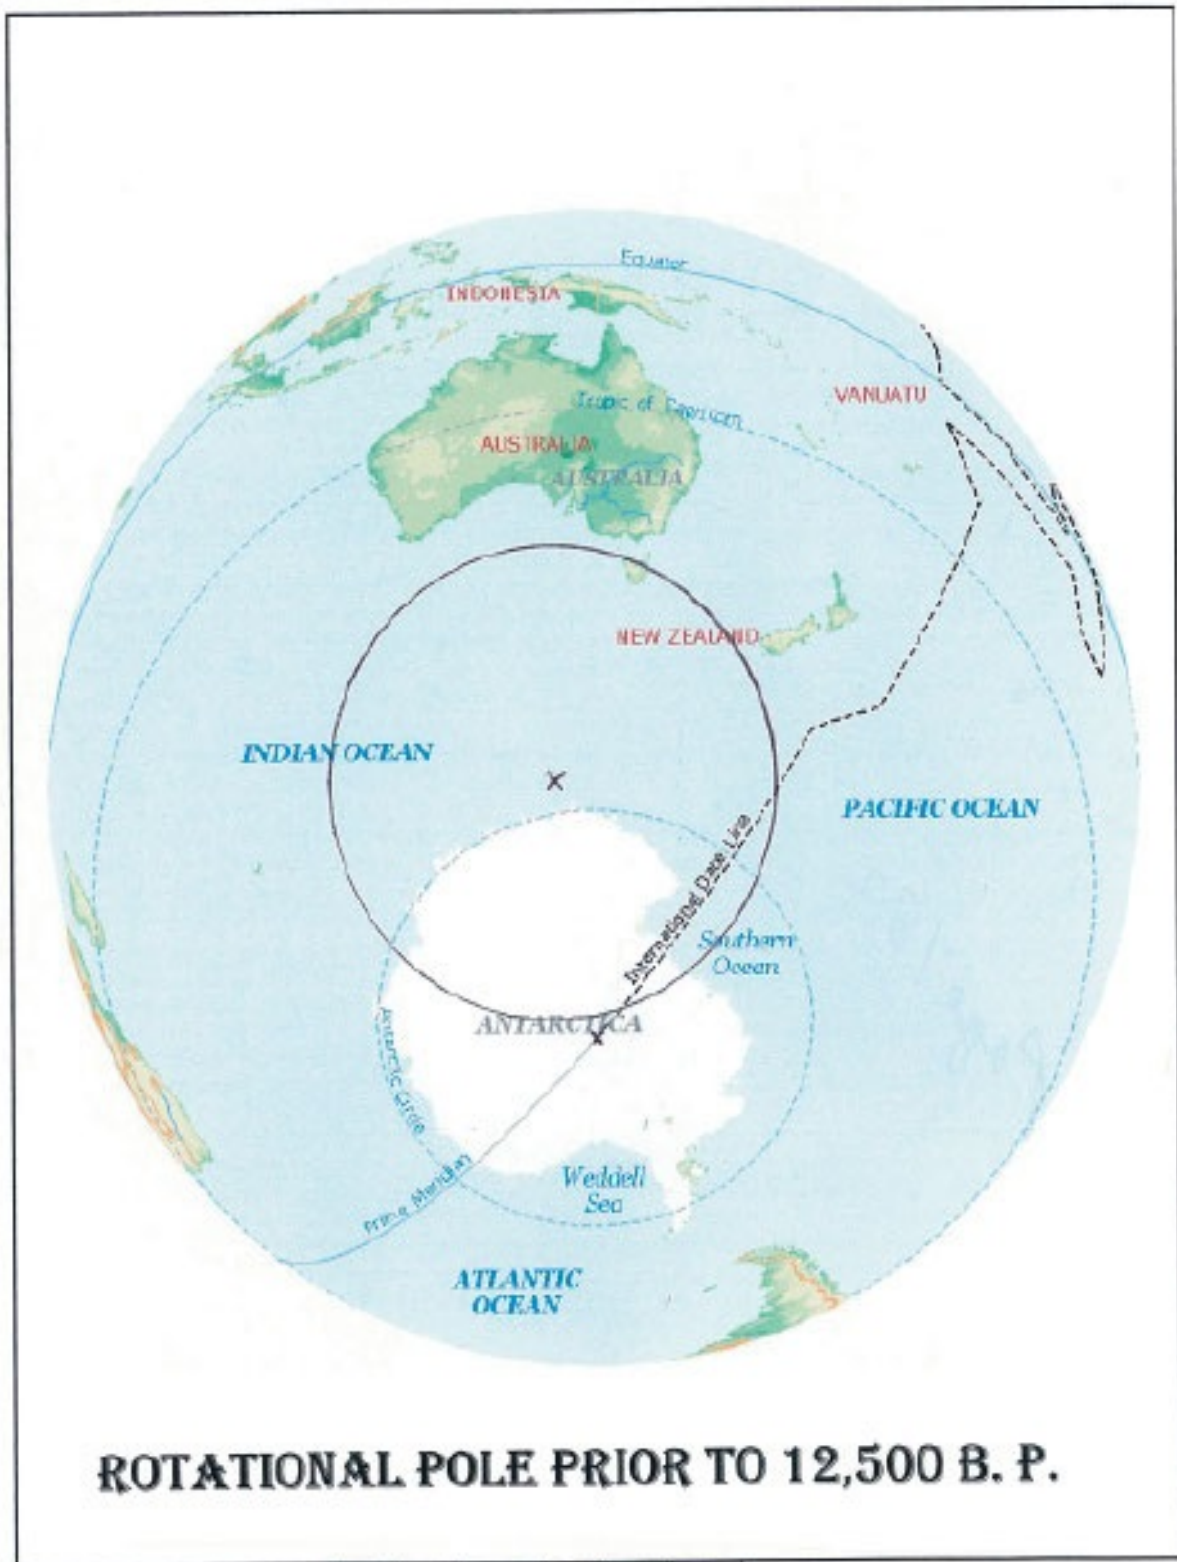 Equator
INDONESIA
VANUATU
Tropic of Capricorn
AUSTRALIA
AUSTRALIA
NEW ZEALAND
INDIAN OCEAN
PACIFIC OCEAN
International Date Line
Southern
Ocean
ANTARCTICA
Antarctic Circle
Prime Meridian
Weddell
Sea
ATLANTIC
OCEAN
ROTATIONAL POLE PRIOR TO 12,500 B. P.